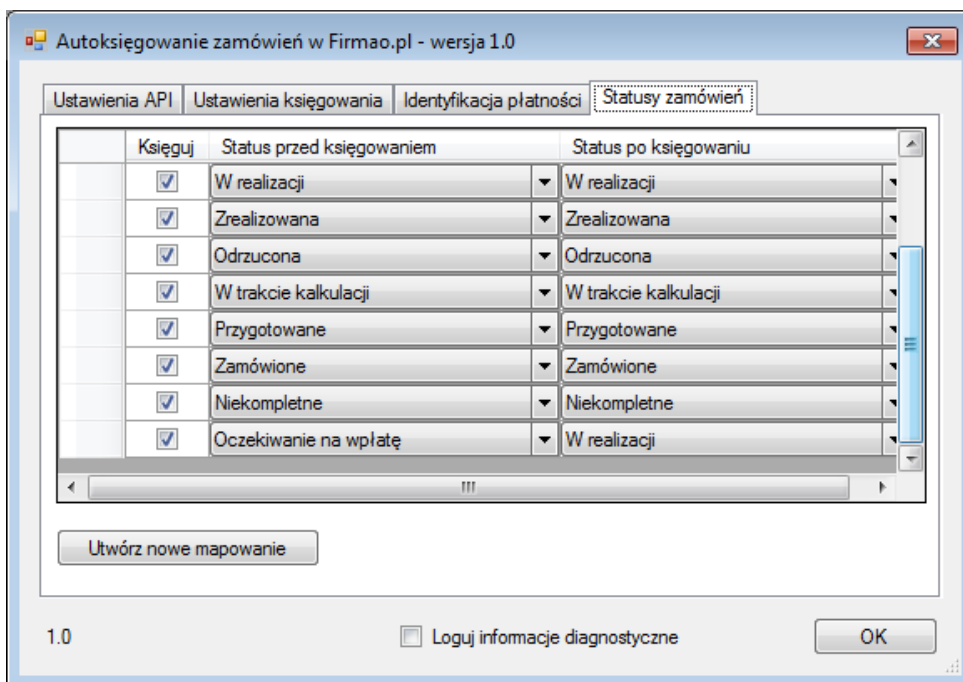 Autoksięgowanie zamówień w Firmao.pl - wersja 1.0
Ustawienia API Ustawienia księgowania Identyfikacja płatności Statusy zamówień
Księguj Status przed księgowaniem Status po księgowaniu
W realizacji W realizacji
Zrealizowana Zrealizowana
Odrzucona Odrzucona
W trakcie kalkulacji W trakcie kalkulacji
Przygotowane Przygotowane
Zamówione Zamówione
Niekompletne Niekompletne
Oczekiwanie na wpłatę W realizacji
Utwórz nowe mapowanie
1.0 Loguj informacje diagnostyczne OK